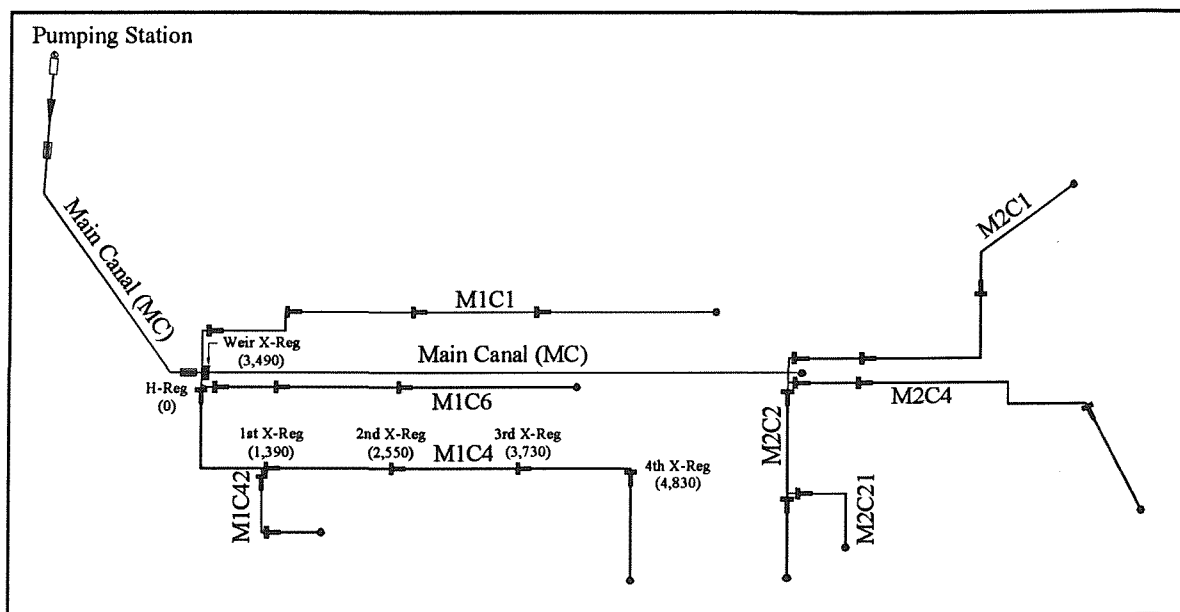 Pumping Station
Main Canal (MC)
M2C1
M1C1
Weir X-Reg
(3,490)
Main Canal (MC)
H-Reg
(0)
M1C6
M2C4
M2C2
1st X-Reg
(1,390)
2nd X-Reg
(2,550)
M1C4
3rd X-Reg
(3,730)
4th X-Reg
(4,830)
M1C42
M2C21